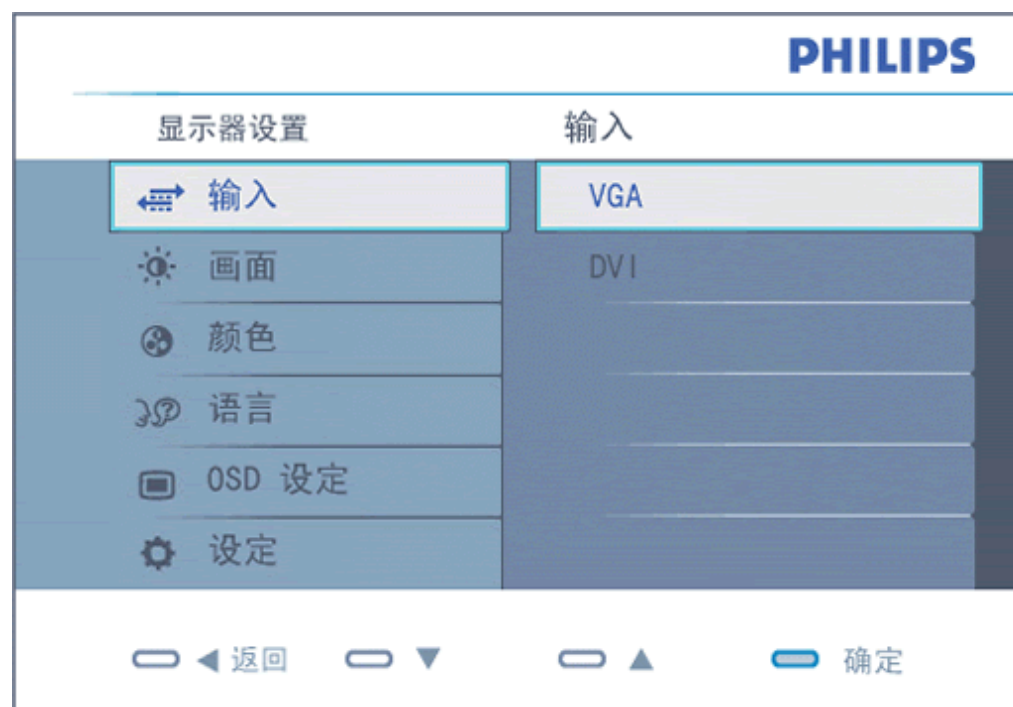 PHILIPS
显示器设置 输入
输入 VGA
画面 DVI
颜色
语言
OSD 设定
设定
返回 确定